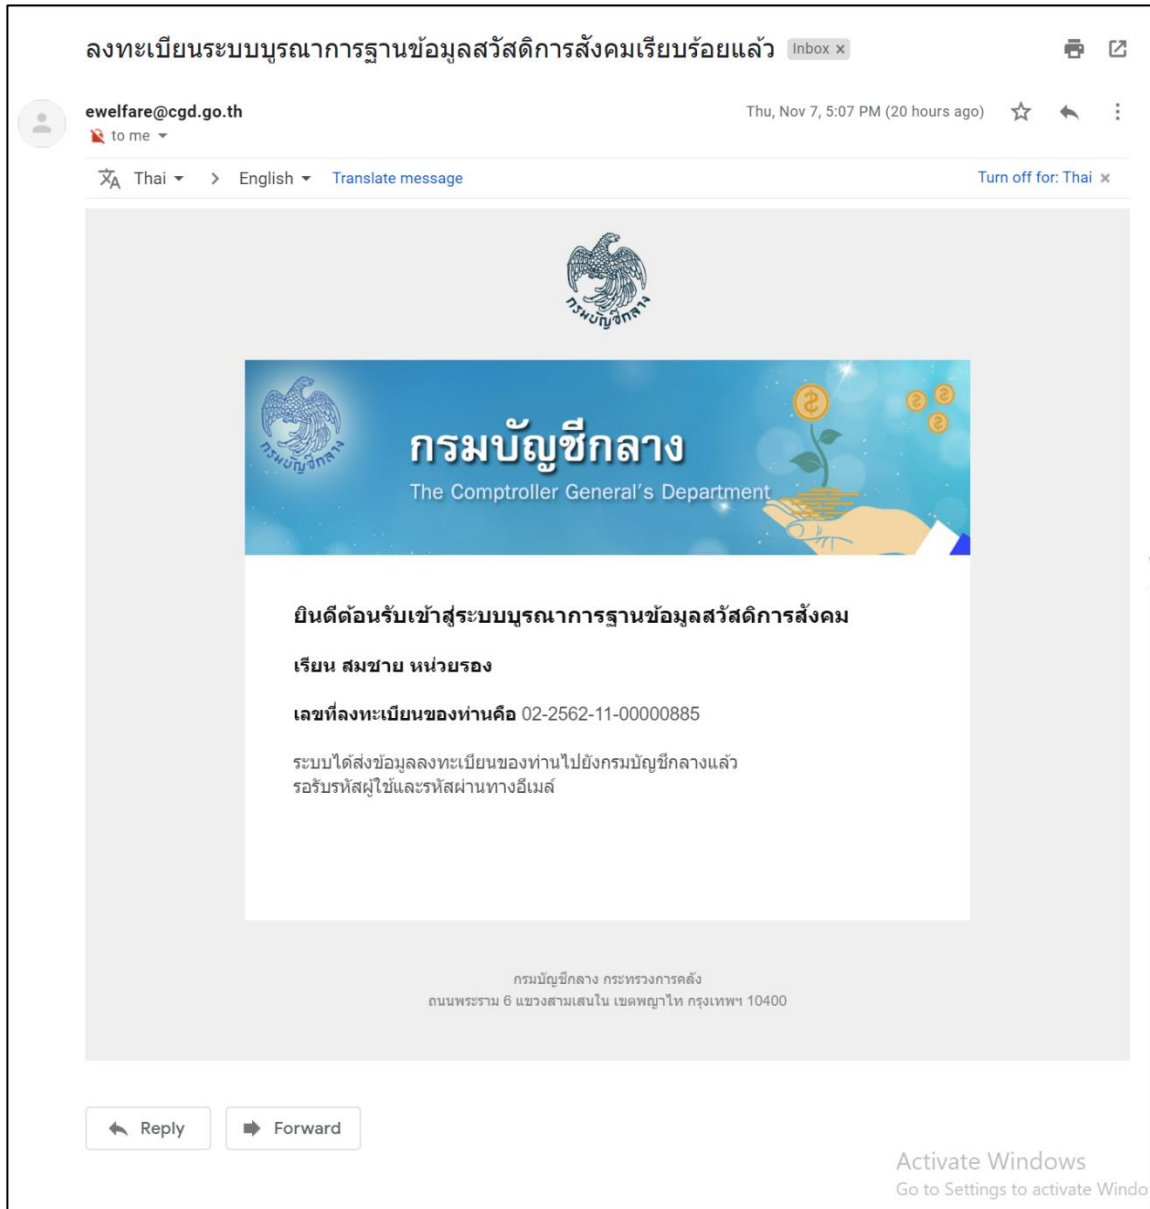 ลงทะเบียนระบบบูรณาการฐานข้อมูลสวัสดิการสังคมเรียบร้อยแล้ว Inbox x
ewelfare@cgd.go.th Thu, Nov 7, 5:07 PM (20 hours ago)
to me
Thai > English Translate message Turn off for: Thai x
กรมบัญชีกลาง
กรมบัญชีกลาง
กรมบัญชีกลาง
The Comptroller General's Department
ยินดีต้อนรับเข้าสู่ระบบบูรณาการฐานข้อมูลสวัสดิการสังคม
เรียน สมชาย หน่วยรอง
เลขที่ลงทะเบียนของท่านคือ 02-2562-11-00000885
ระบบได้ส่งข้อมูลลงทะเบียนของท่านไปยังกรมบัญชีกลางแล้ว
รอรับรหัสผู้ใช้และรหัสผ่านทางอีเมล์
กรมบัญชีกลาง กระทรวงการคลัง
ถนนพระราม 6 แขวงสามเสนใน เขตพญาไท กรุงเทพฯ 10400
Reply Forward
Activate Windows
Go to Settings to activate Windo